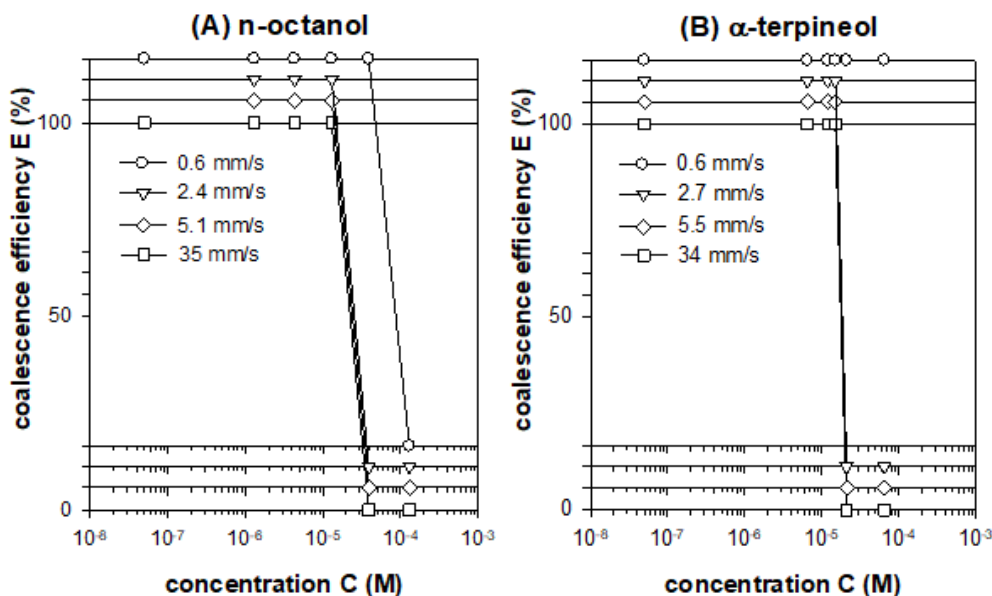 (A) n-octanol
coalescence efficiency E (%)
100
50
0
0.6 mm/s
2.4 mm/s
5.1 mm/s
35 mm/s
10⁻⁸ 10⁻⁷ 10⁻⁶ 10⁻⁵ 10⁻⁴ 10⁻³
concentration C (M)
(B) α-terpineol
coalescence efficiency E (%)
100
50
0
0.6 mm/s
2.7 mm/s
5.5 mm/s
34 mm/s
10⁻⁸ 10⁻⁷ 10⁻⁶ 10⁻⁵ 10⁻⁴ 10⁻³
concentration C (M)